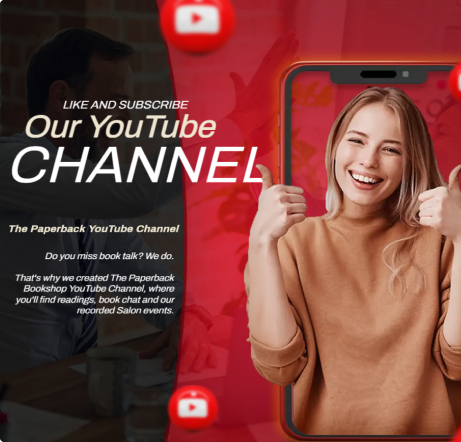 LIKE AND SUBSCRIBE
Our YouTube
CHANNEL
The Paperback YouTube Channel
Do you miss book talk? We do.
That's why we created The Paperback
Bookshop YouTube Channel, where
you'll find readings, book chat and our
recorded Salon events.